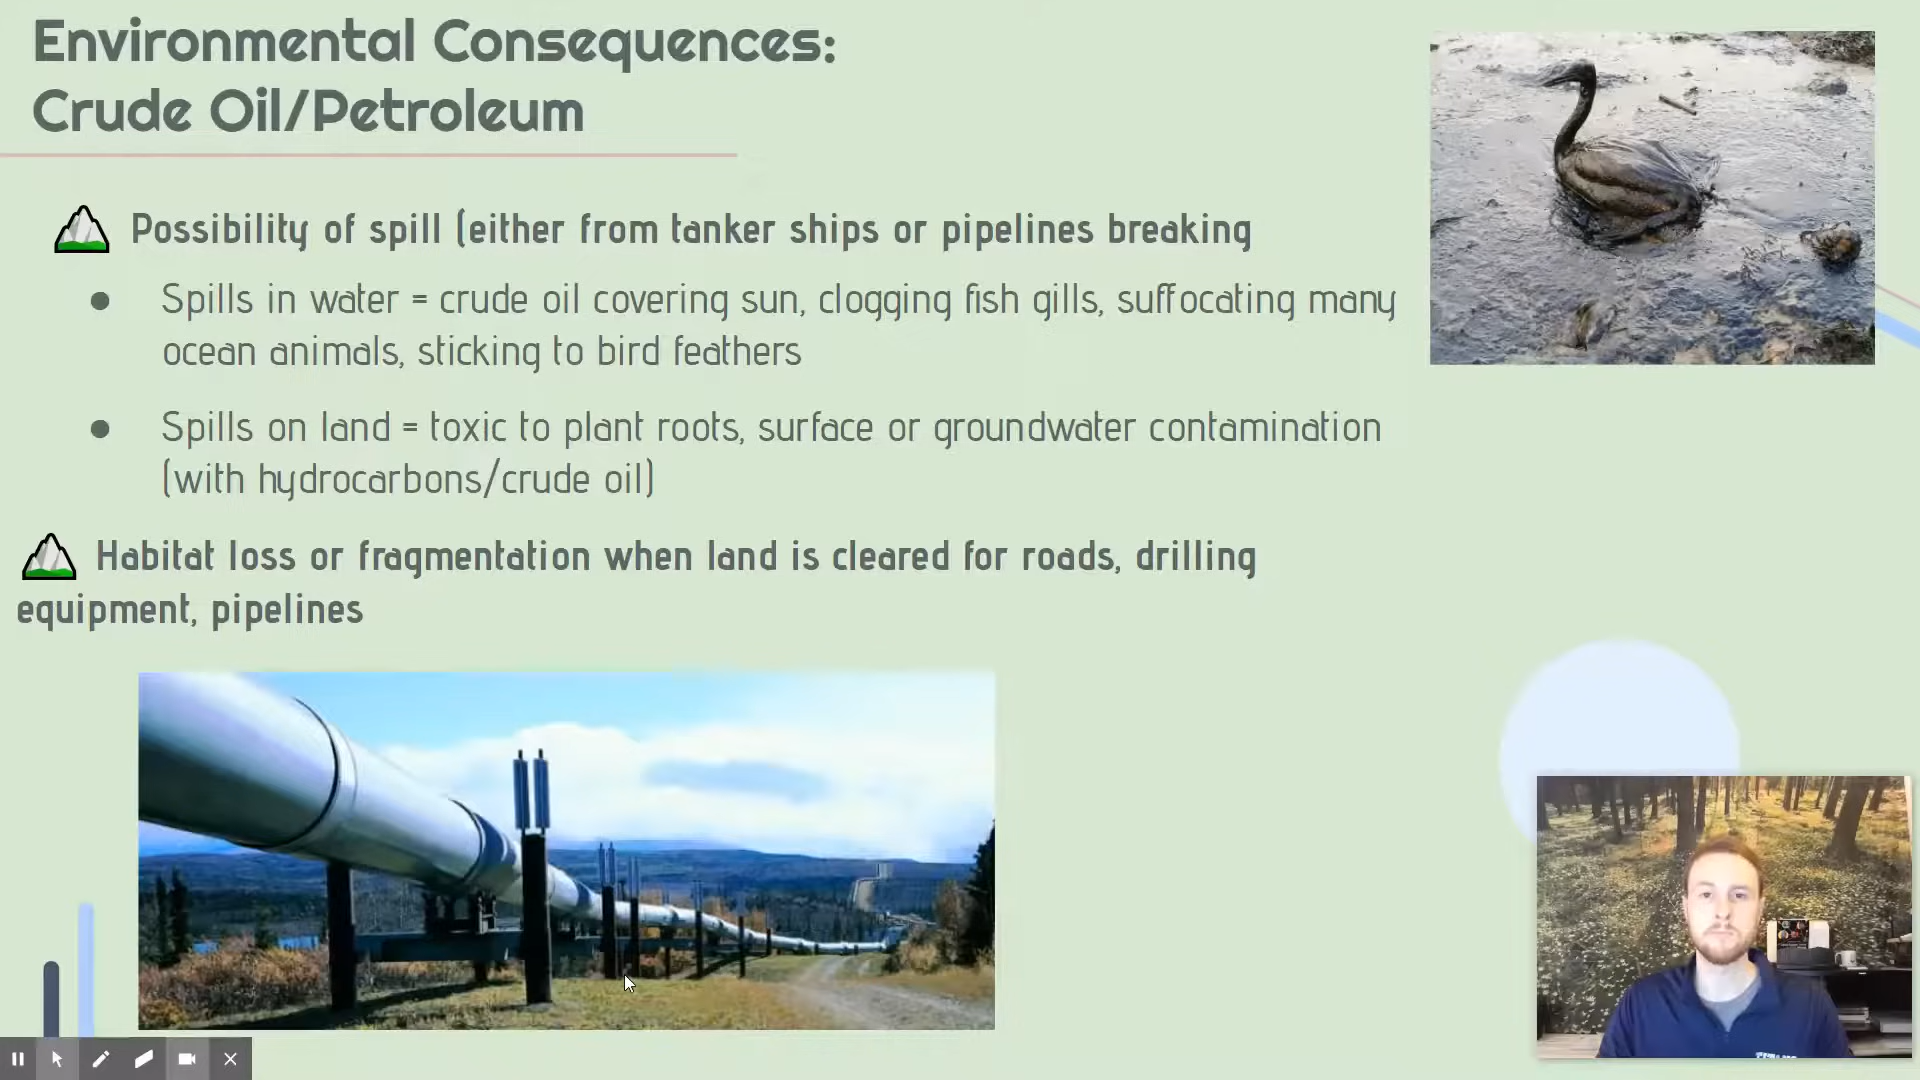 Environmental Consequences:
Crude Oil/Petroleum
Possibility of spill (either from tanker ships or pipelines breaking
● Spills in water = crude oil covering sun, clogging fish gills, suffocating many
ocean animals, sticking to bird feathers
● Spills on land = toxic to plant roots, surface or groundwater contamination
(with hydrocarbons/crude oil)
Habitat loss or fragmentation when land is cleared for roads, drilling
equipment, pipelines